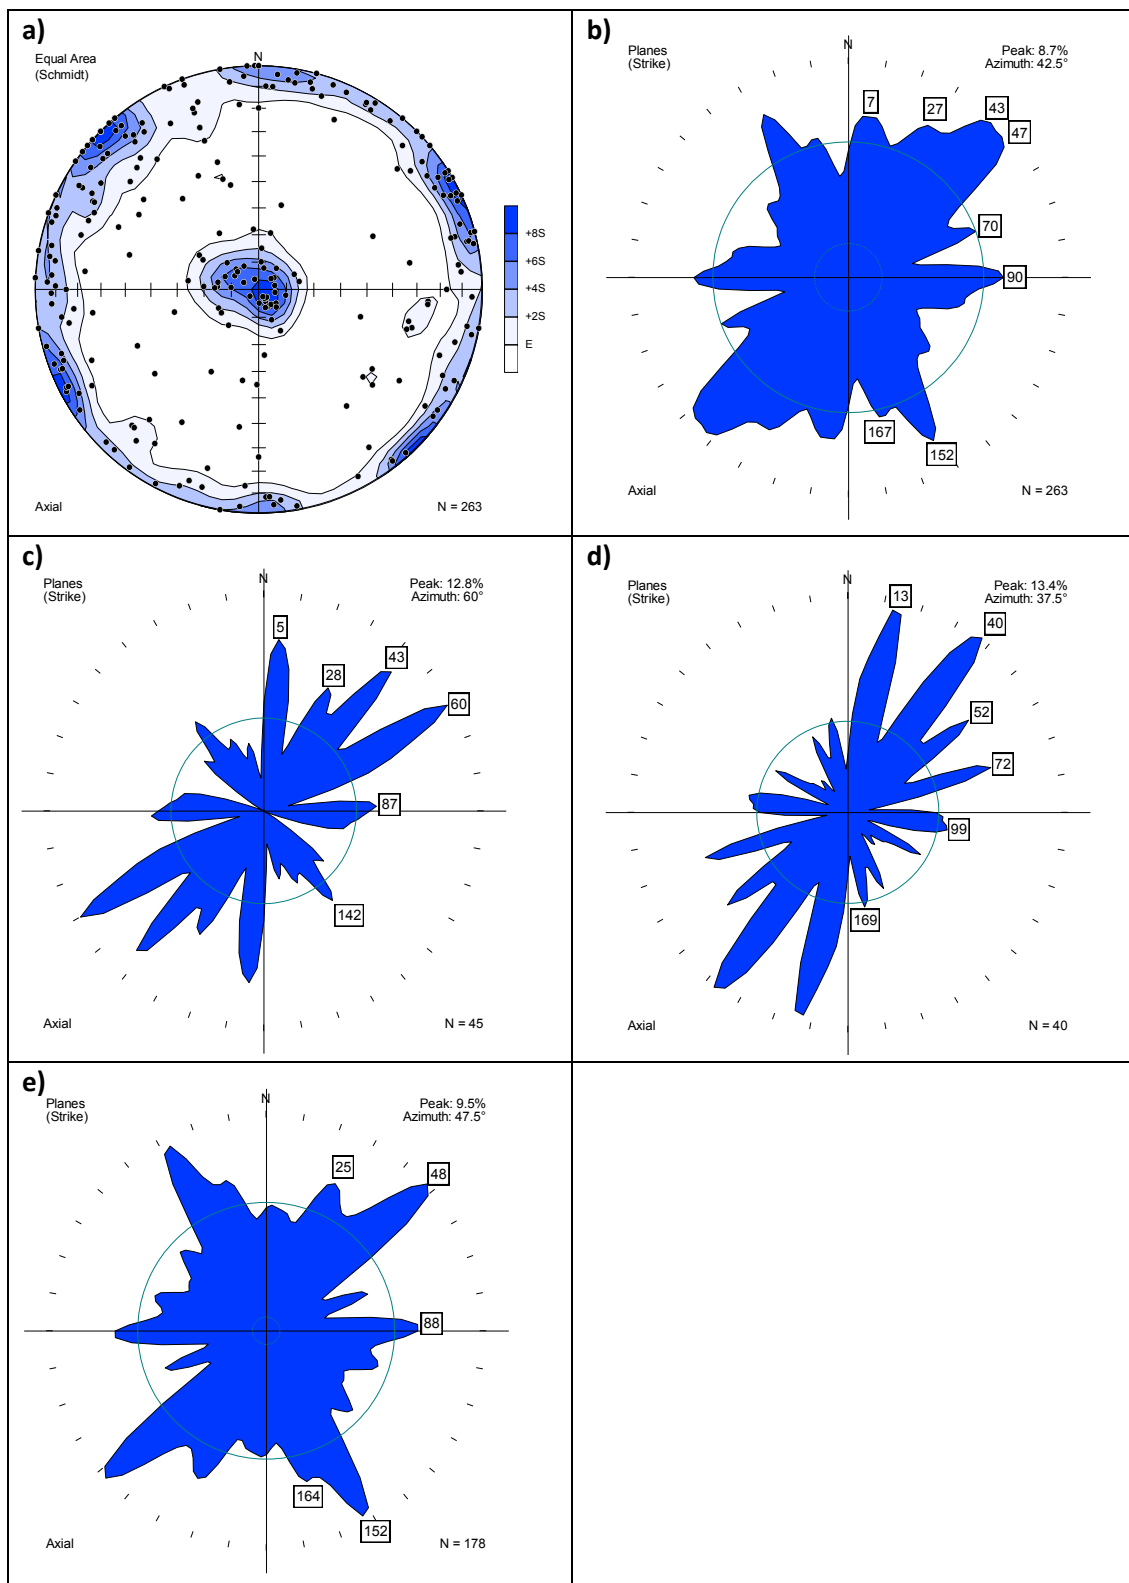 a)
Equal Area
(Schmidt)
N
+8S
+6S
+4S
+2S
E
Axial
N = 263
b)
Planes
(Strike)
N
Peak: 8.7%
Azimuth: 42.5°
7
27
43
47
70
90
167
152
Axial
N = 263
c)
Planes
(Strike)
N
Peak: 12.8%
Azimuth: 60°
5
28
43
60
87
142
Axial
N = 45
d)
Planes
(Strike)
N
Peak: 13.4%
Azimuth: 37.5°
13
40
52
72
99
169
Axial
N = 40
e)
Planes
(Strike)
N
Peak: 9.5%
Azimuth: 47.5°
25
48
88
164
152
Axial
N = 178